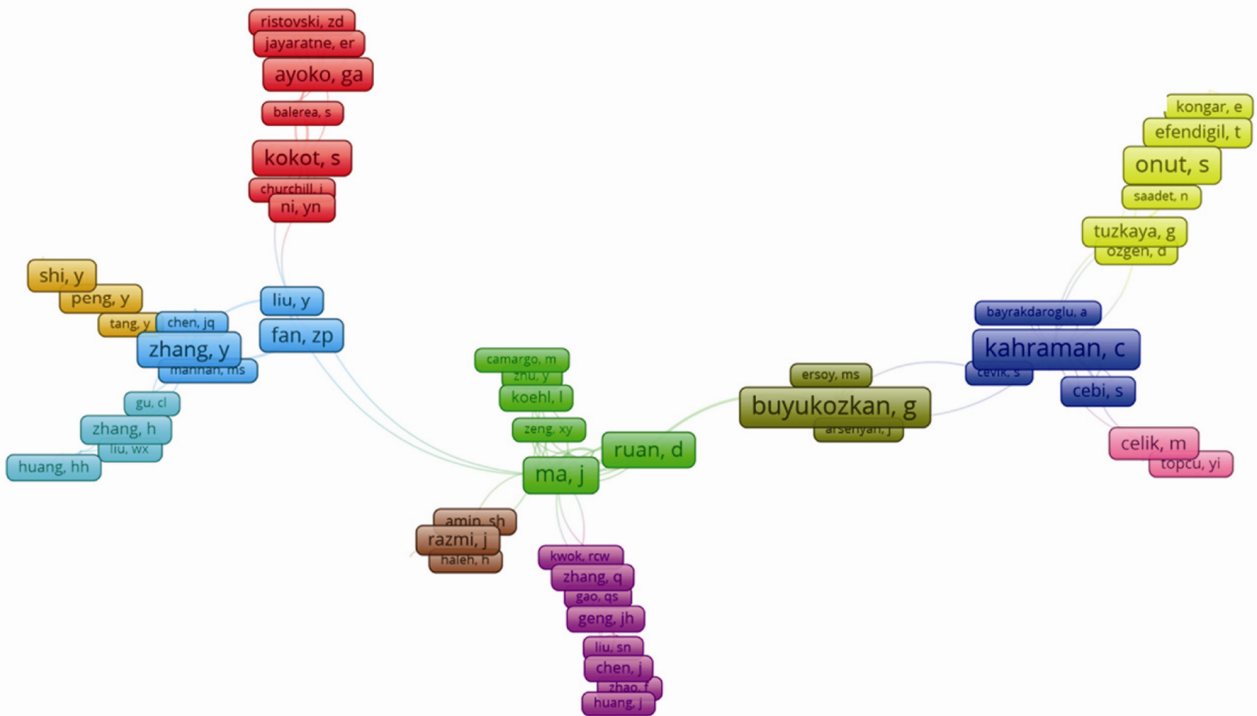 ristovski, zd
jayaratne, er
ayoko, ga
balerea, s
kokot, s
churchill, j
ni, yn
shi, y
peng, y
tang, y
chen, jq
zhang, y
mannan, ms
liu, y
fan, zp
gu, cl
zhang, h
liu, wx
huang, hh
camargo, m
zhu, y
koehl, l
zeng, xy
ruan, d
ma, j
amin, sh
razmi, j
haleh, h
kwok, rcw
zhang, q
gao, qs
geng, jh
liu, sn
chen, j
huang, j
ersoy, ms
buyukozkan, g
arsenyan, j
bayrakdaroglu, a
kahraman, c
cevik, s
cebi, s
celik, m
topcu, yi
kongar, e
efendigil, t
onut, s
saadet, n
tuzkaya, g
ozgen, d